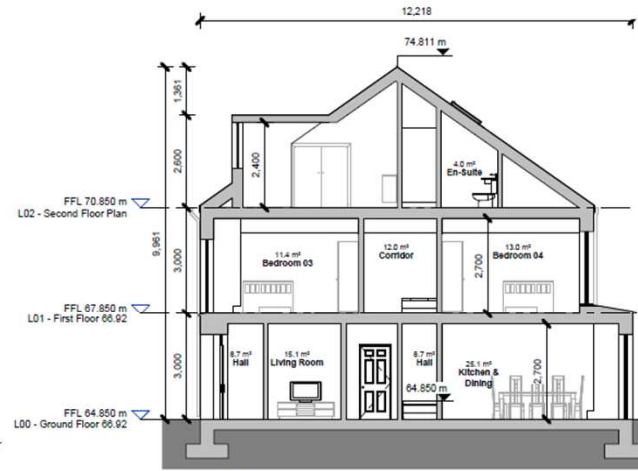 12,218
74.811 m
1,361
2,600
2,400
4.0 m²
En-Suite
FFL 70.850 m
L02 - Second Floor Plan
9,961
3,000
11.4 m²
Bedroom 03
12.0 m²
Corridor
13.0 m²
Bedroom 04
2,700
FFL 67.850 m
L01 - First Floor 66.92
3,000
8.7 m²
Hall
15.1 m²
Living Room
8.7 m²
Hall
25.1 m²
Kitchen &
Dining
2,700
64.850 m
FFL 64.850 m
L00 - Ground Floor 66.92